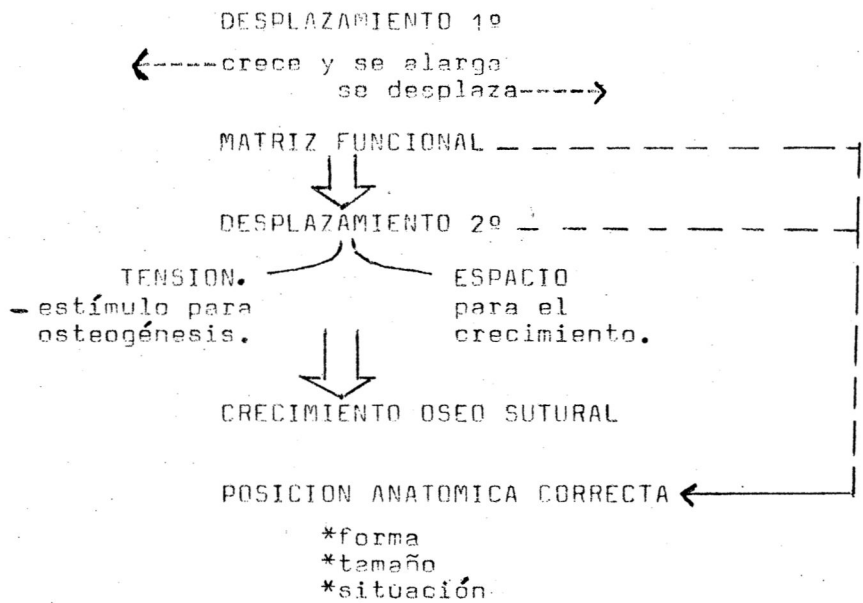 DESPLAZAMIENTO 1º
crece y se alarga
se desplaza
MATRIZ FUNCIONAL
DESPLAZAMIENTO 2º
TENSION.
- estímulo para
osteogénesis.
ESPACIO
para el
crecimiento.
CRECIMIENTO OSEO SUTURAL
POSICION ANATOMICA CORRECTA
*forma
*tamaño
*situación